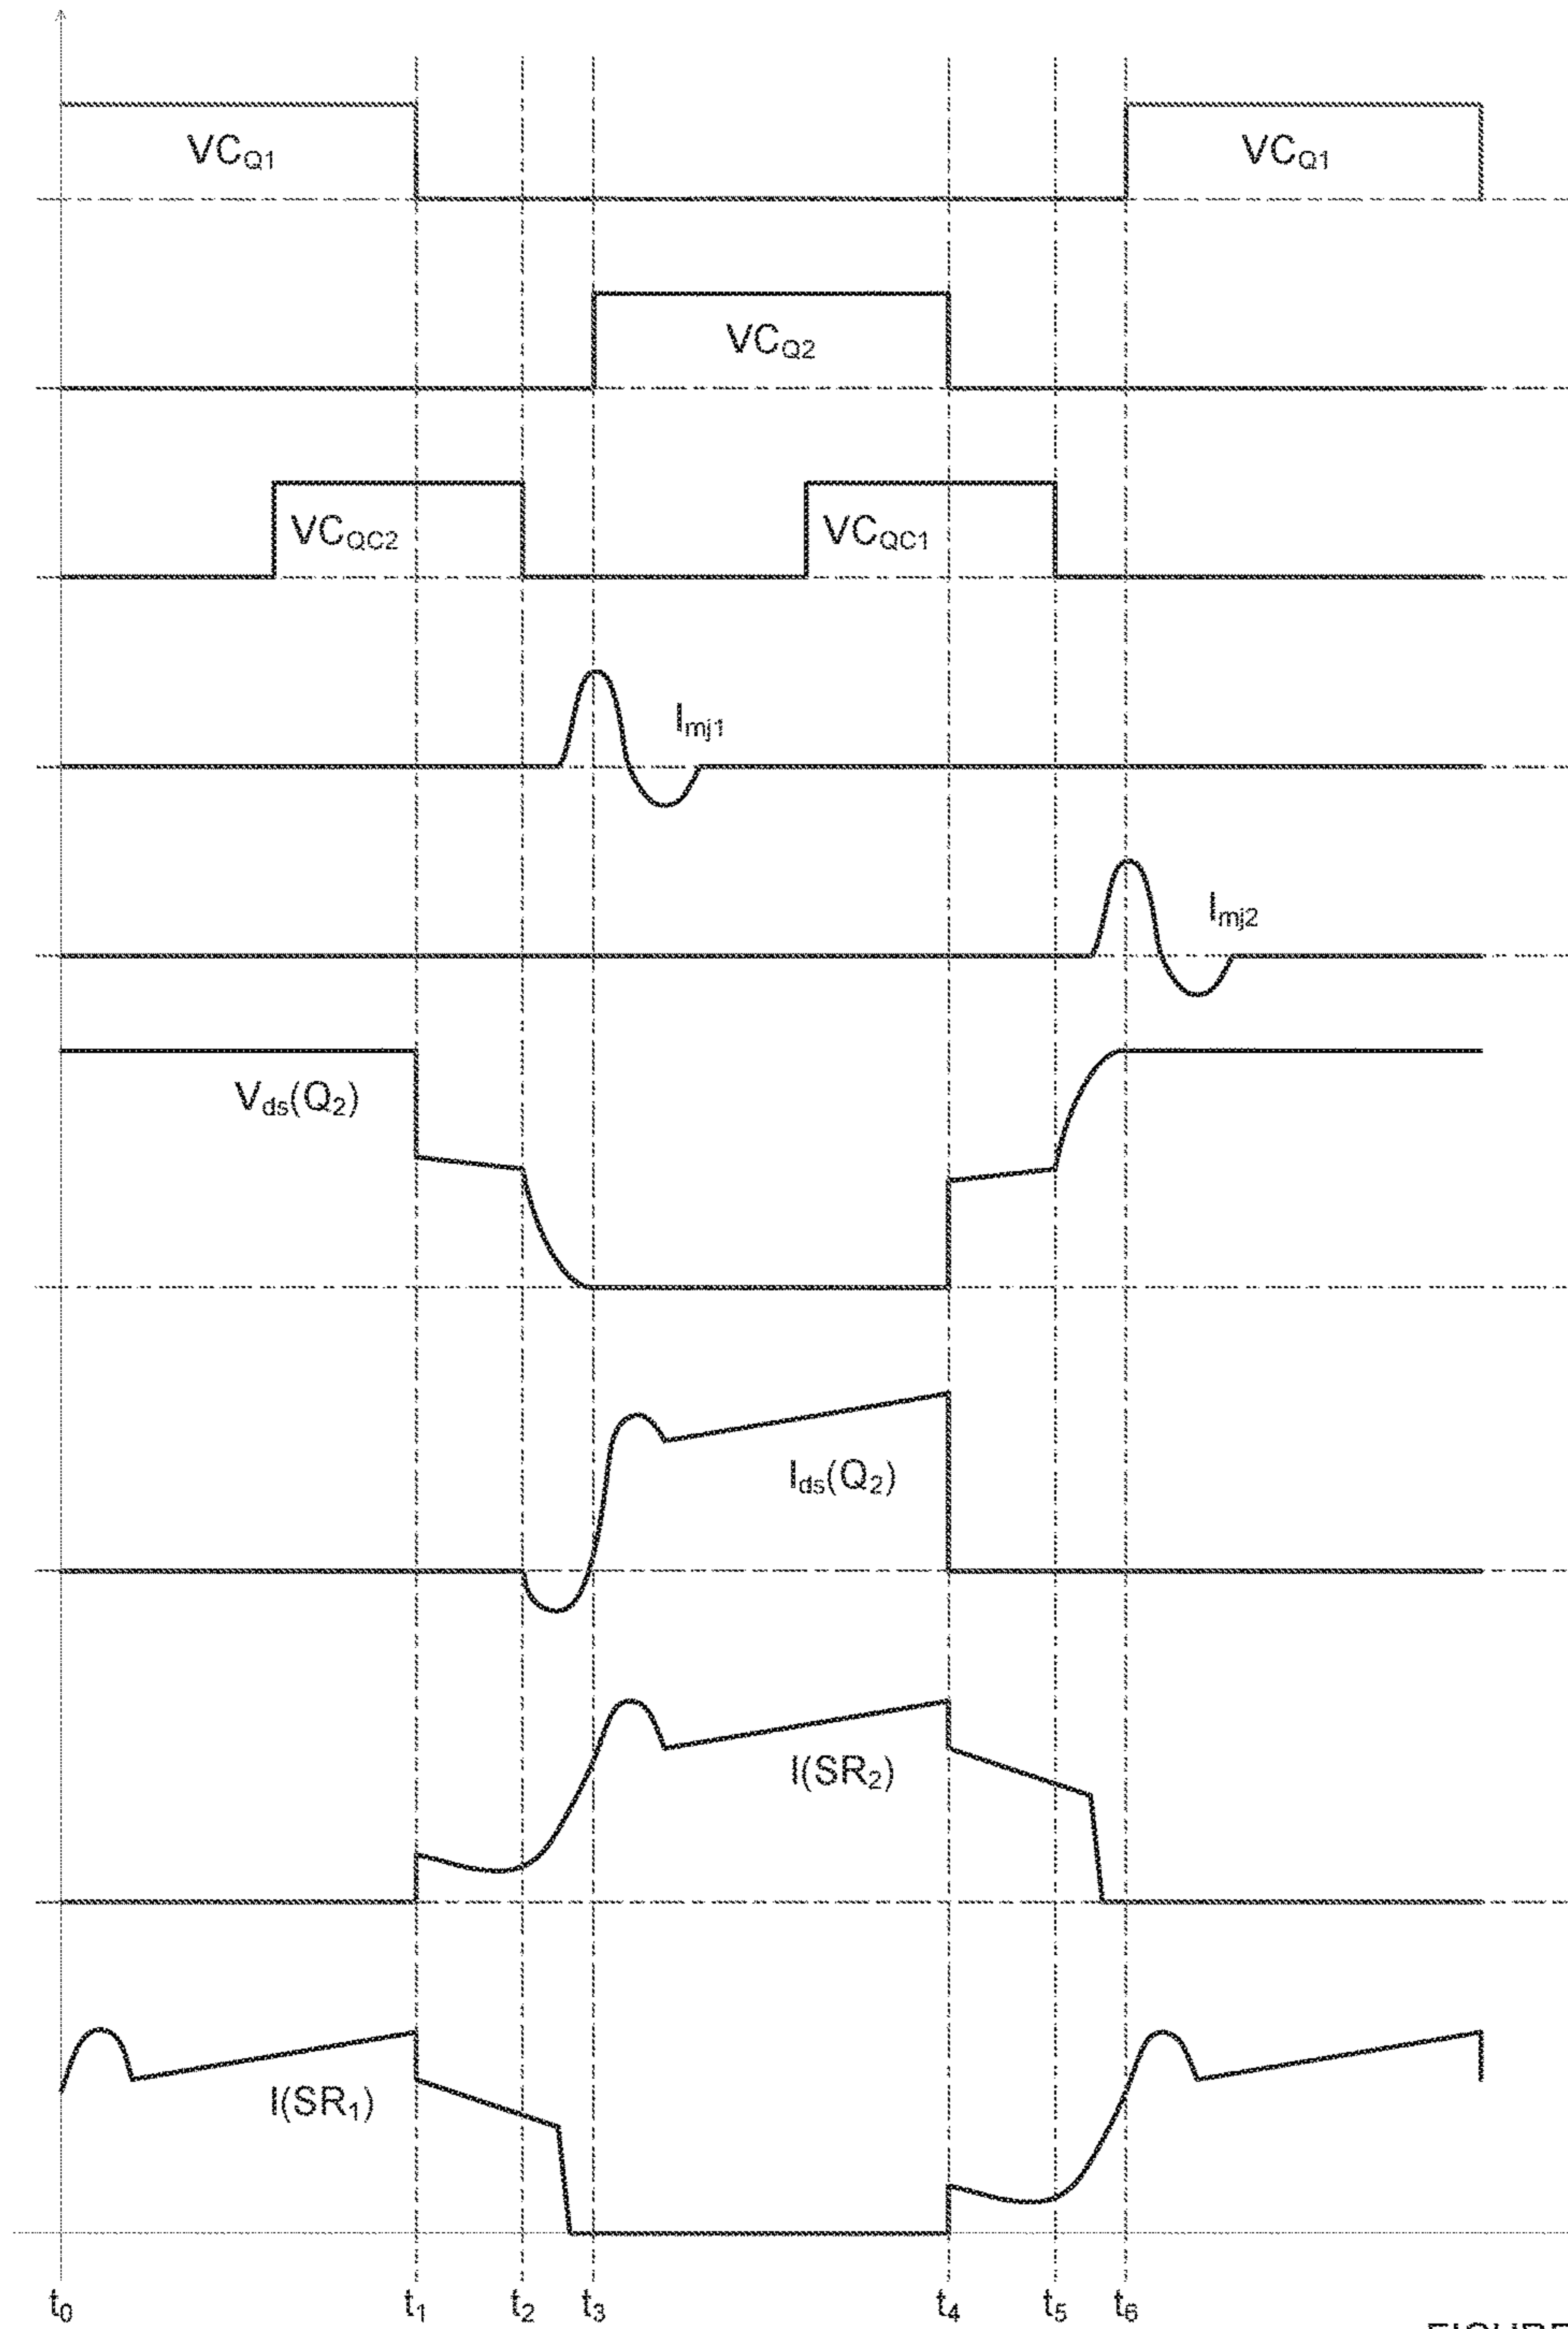 VCQ1 VCQ1
VCQ2
VCQC2 VCQC1
Imj1
Imj2
Vds(Q2)
Ids(Q2)
I(SR2)
I(SR1)
t0 t1 t2 t3 t4 t5 t6